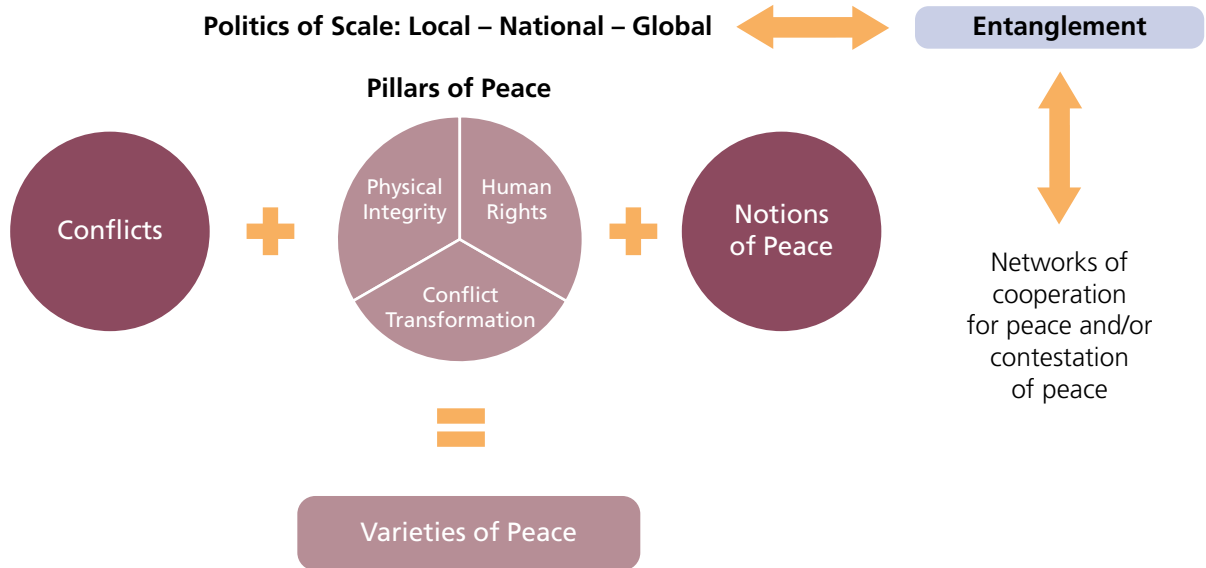 Politics of Scale: Local – National – Global
Entanglement
Pillars of Peace
Conflicts
Physical
Integrity
Human
Rights
Conflict
Transformation
Notions
of Peace
Networks of
cooperation
for peace and/or
contestation
of peace
Varieties of Peace